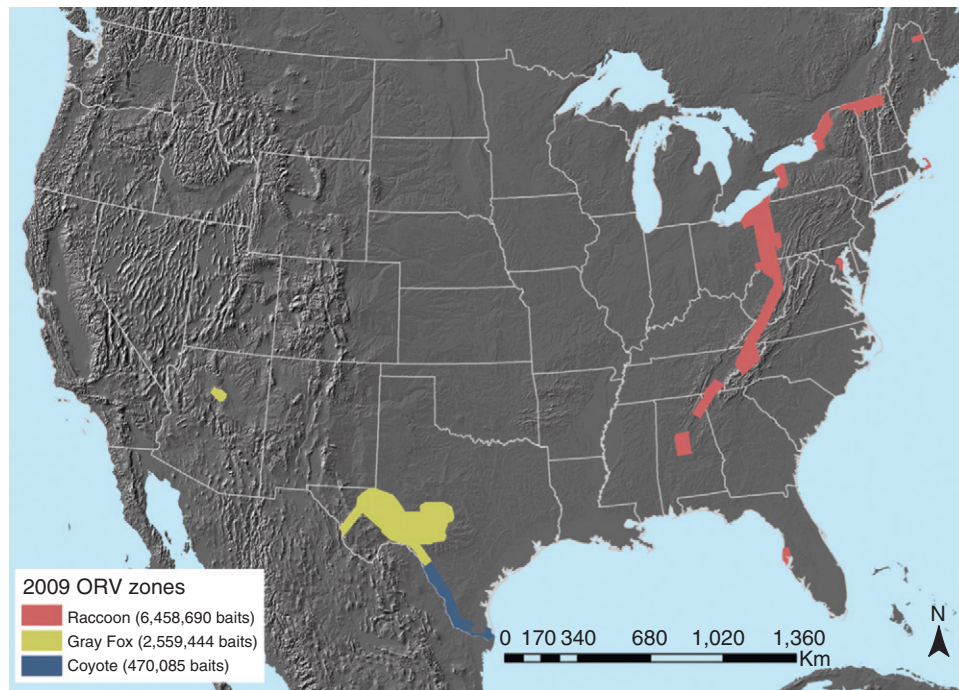 2009 ORV zones
Raccoon (6,458,690 baits)
Gray Fox (2,559,444 baits)
Coyote (470,085 baits)
0 170 340 680 1,020 1,360
Km
N